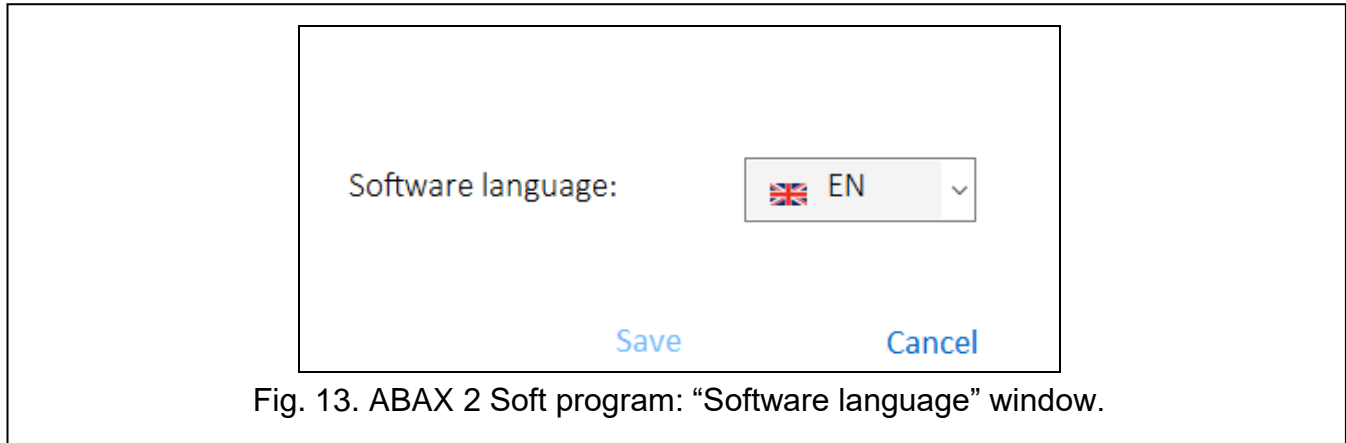 Software language:
EN
Save
Cancel
Fig. 13. ABAX 2 Soft program: “Software language” window.